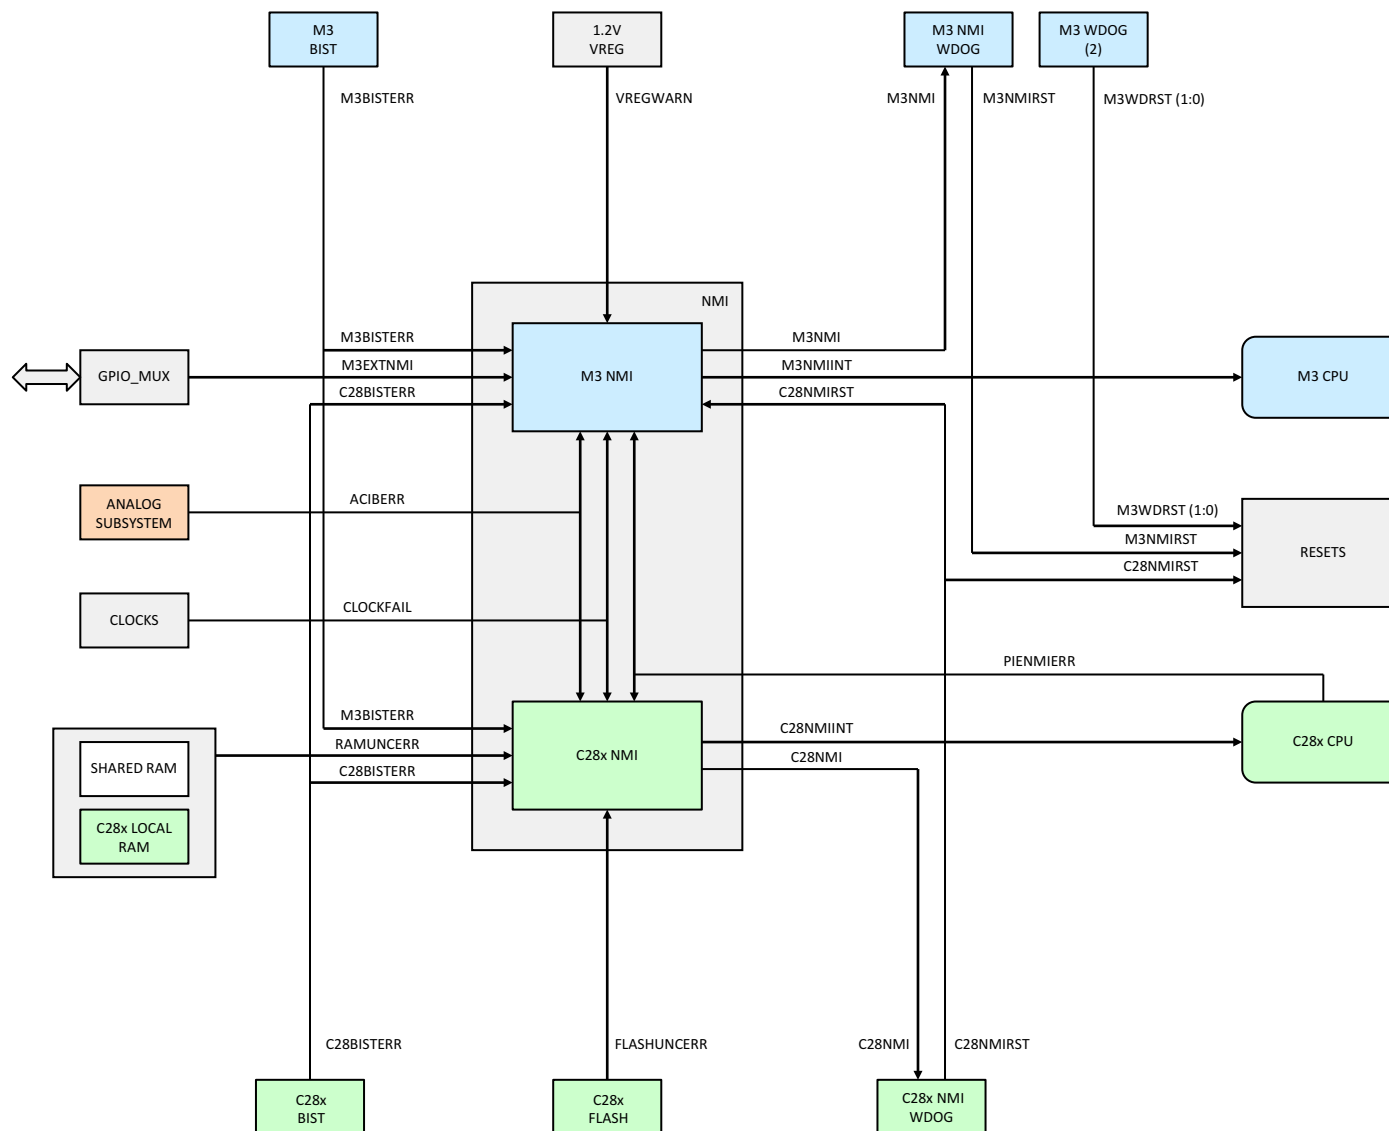 M3
BIST
1.2V
VREG
M3 NMI
WDOG
M3 WDOG
(2)
M3BISTERR
VREGWARN
M3NMI
M3NMIRST
M3WDRST (1:0)
NMI
M3BISTERR
M3NMI
GPIO_MUX
M3EXTNMI
M3 NMI
M3NMIINT
M3 CPU
C28BISTERR
C28NMIRST
ANALOG
SUBSYSTEM
ACIBERR
M3WDRST (1:0)
M3NMIRST
C28NMIRST
RESETS
CLOCKS
CLOCKFAIL
PIENMIERR
M3BISTERR
C28NMIINT
RAMUNCERR
C28x NMI
C28NMI
C28x CPU
SHARED RAM
C28BISTERR
C28x LOCAL
RAM
C28BISTERR
FLASHUNCERR
C28NMI
C28NMIRST
C28x
BIST
C28x
FLASH
C28x NMI
WDOG